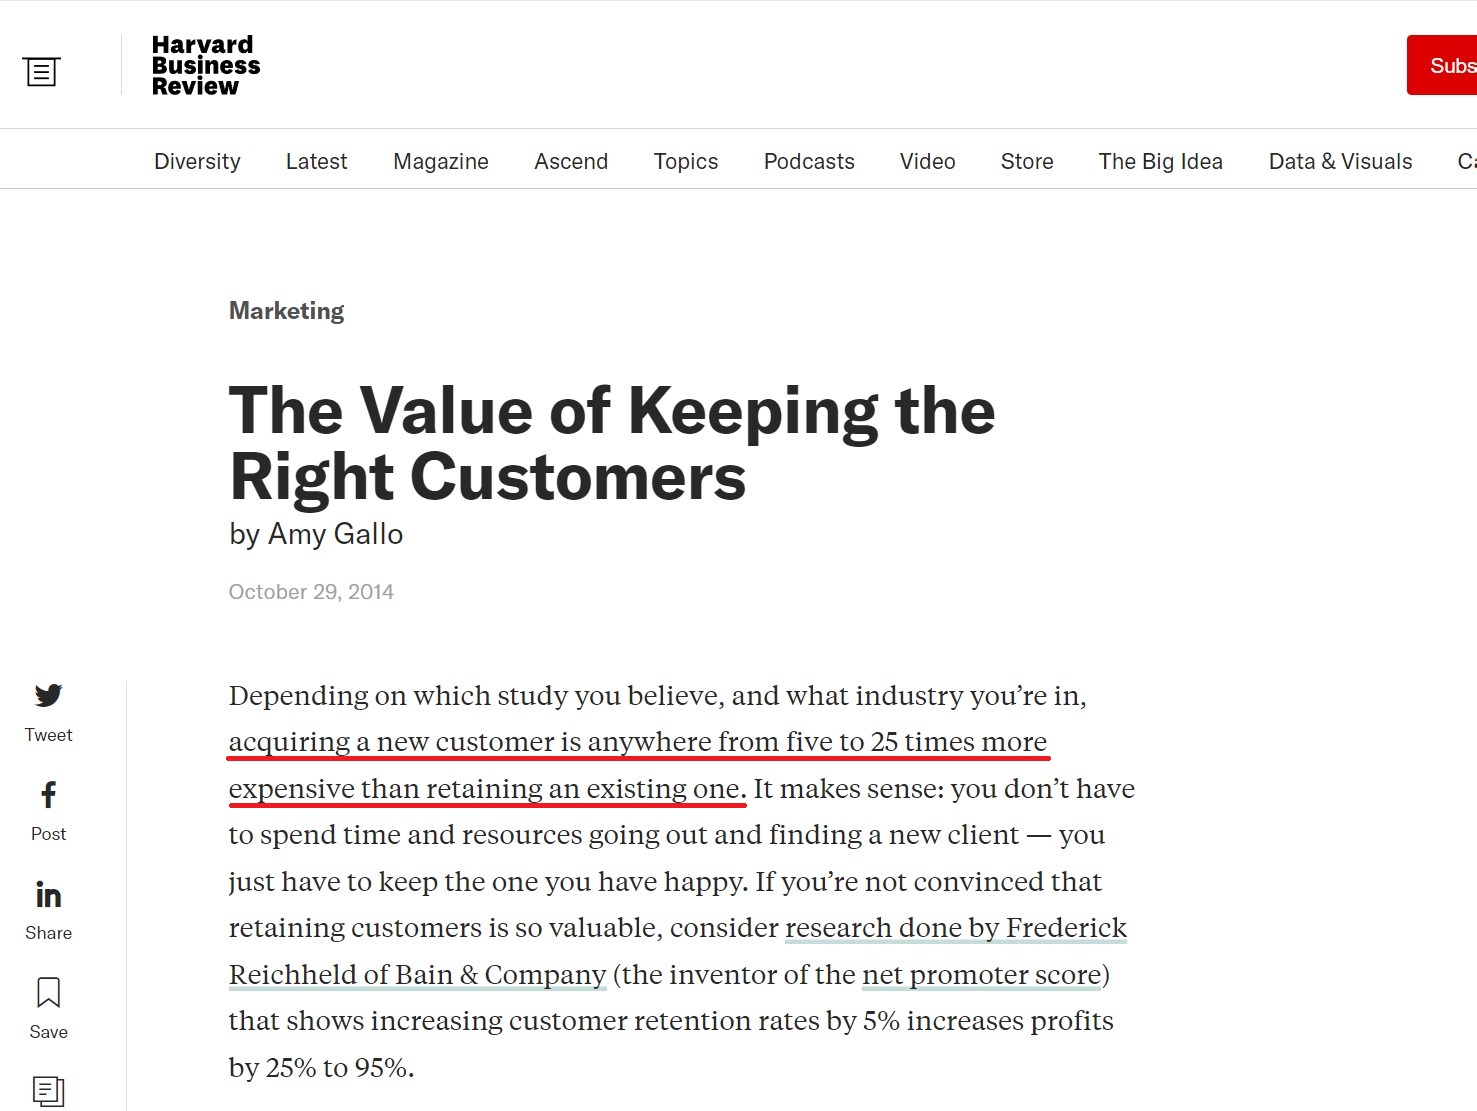 Harvard
Business
Review
Subs
Diversity Latest Magazine Ascend Topics Podcasts Video Store The Big Idea Data & Visuals
Marketing
The Value of Keeping the
Right Customers
by Amy Gallo
October 29, 2014
Depending on which study you believe, and what industry you’re in,
acquiring a new customer is anywhere from five to 25 times more
expensive than retaining an existing one. It makes sense: you don’t have
to spend time and resources going out and finding a new client — you
just have to keep the one you have happy. If you’re not convinced that
retaining customers is so valuable, consider research done by Frederick
Reichheld of Bain & Company (the inventor of the net promoter score)
that shows increasing customer retention rates by 5% increases profits
by 25% to 95%.
Tweet
Post
Share
Save